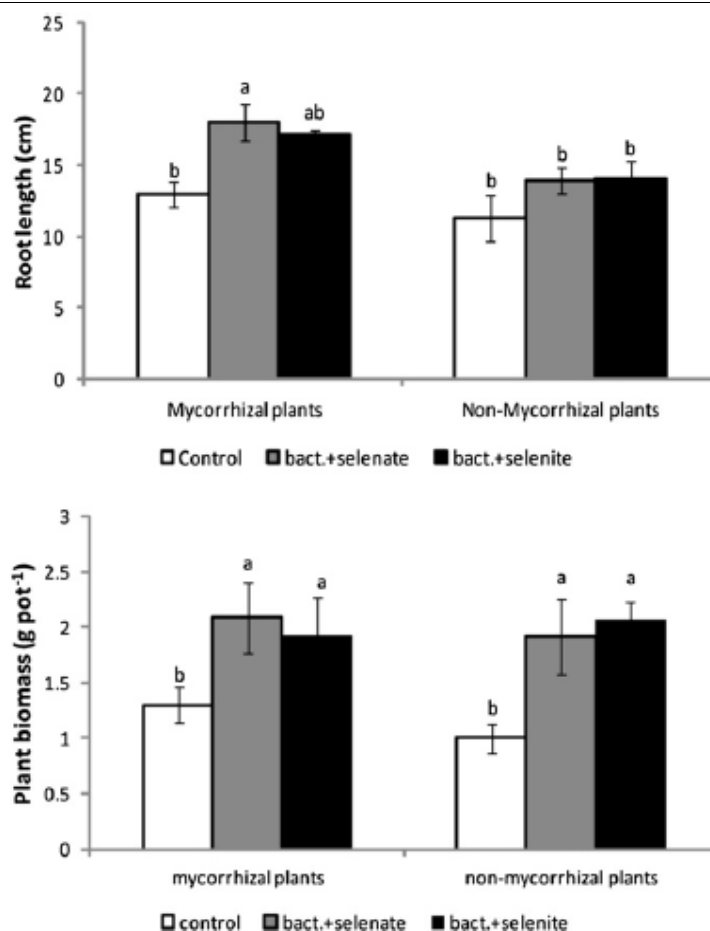 25
20
15
10
5
0
Root length (cm)
a
ab
b
b
b
b
Mycorrhizal plants
Non-Mycorrhizal plants
Control bact.+selenate bact.+selenite
3
2.5
2
1.5
1
0.5
0
Plant biomass (g pot⁻¹)
a
a
a
a
b
b
mycorrhizal plants
non-mycorrhizal plants
control bact.+selenate bact.+selenite